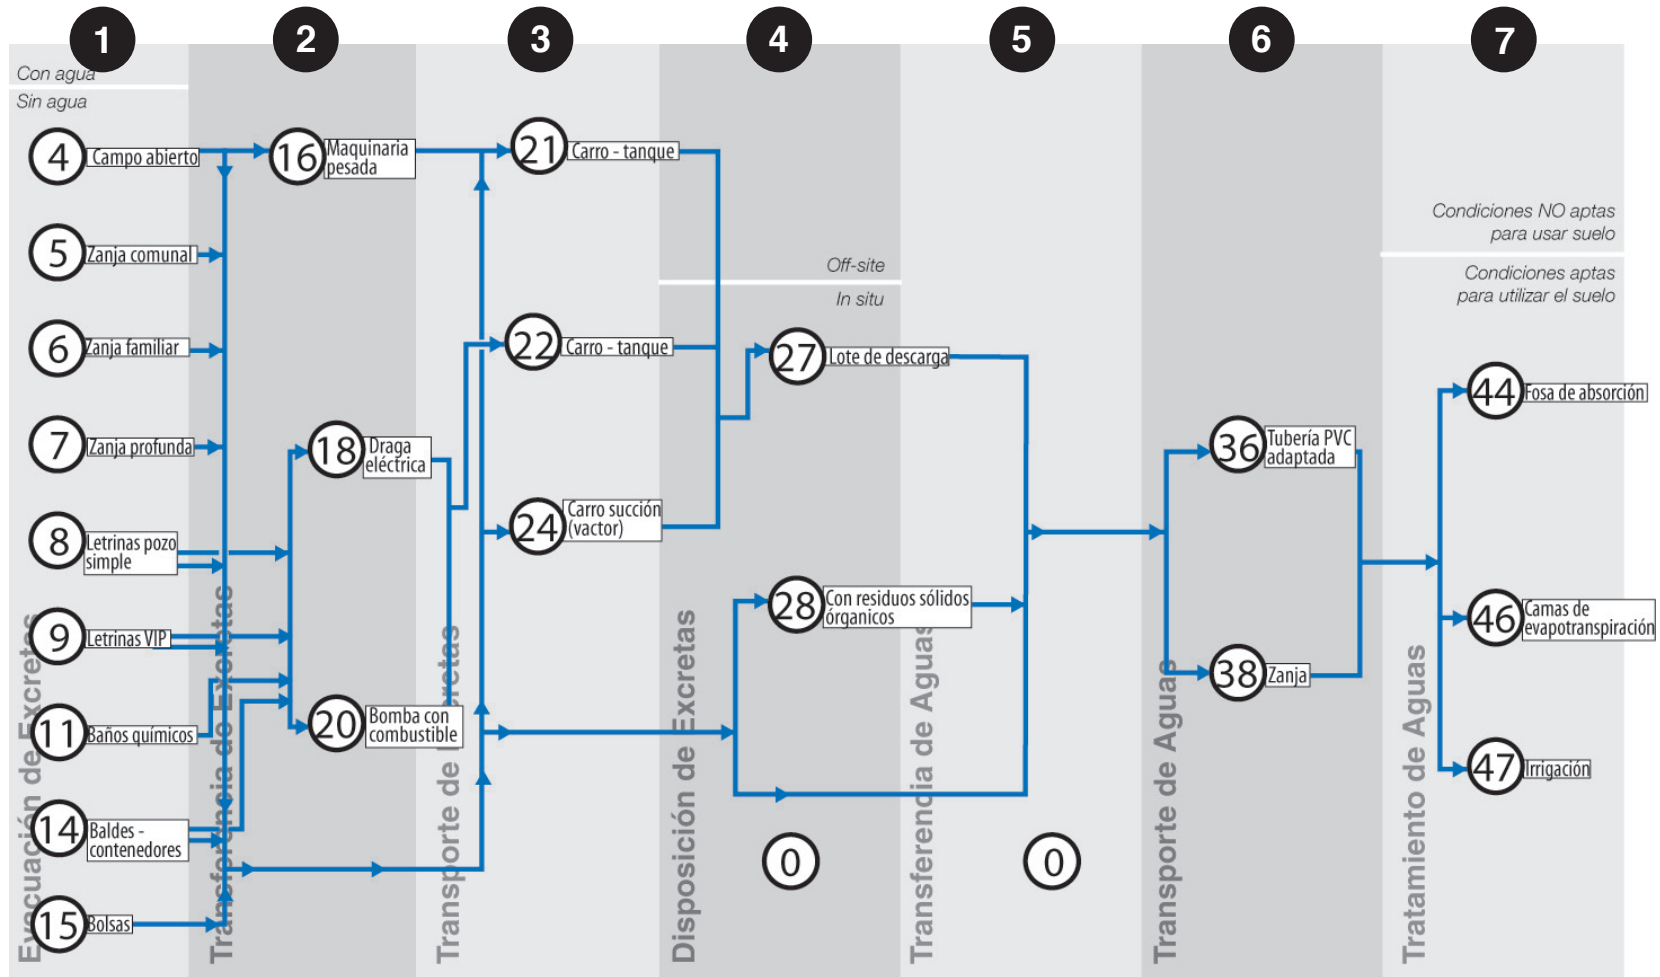 1
2
3
4
5
6
7
Con agua
Sin agua
4
Campo abierto
5
Zanja comunal
6
Zanja familiar
7
Zanja profunda
8
Letrinas pozo
simple
9
Letrinas VIP
11
Baños químicos
14
Baldes -
contenedores
15
Bolsas
Evacuación de Excretas
16
Maquinaria
pesada
18
Draga
eléctrica
20
Bomba con
combustible
Transferencia de Excretas
21
Carro - tanque
22
Carro - tanque
24
Carro succión
(vactor)
Transporte de Excretas
Off-site
In situ
27
Lote de descarga
28
Con residuos sólidos
órganicos
0
Disposición de Excretas
0
Transferencia de Aguas
36
Tubería PVC
adaptada
38
Zanja
Transporte de Aguas
Condiciones NO aptas
para usar suelo
Condiciones aptas
para utilizar el suelo
44
Fosa de absorción
46
Camas de
evapotranspiración
47
Irrigación
Tratamiento de Aguas